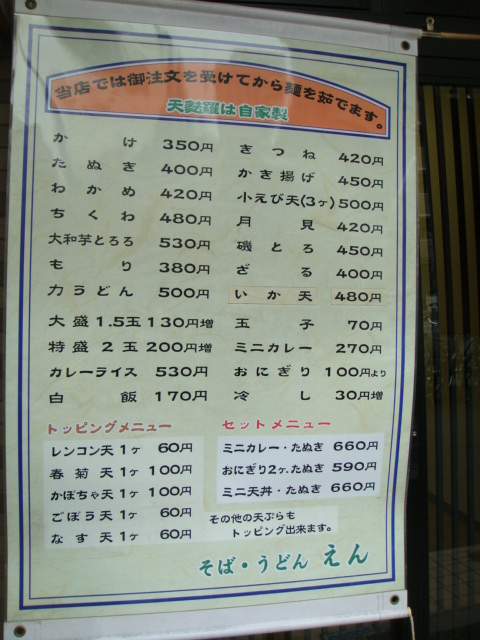 当店では御注文を受けてから麺を茹でます。
天麩羅は自家製
かけ 350円
たぬき 400円
わかめ 420円
ちくわ 480円
大和芋とろろ 530円
もり 380円
力うどん 500円
大盛1.5玉 130円増
特盛2玉 200円増
カレーライス 530円
白飯 170円
きつね 420円
かき揚げ 450円
小えび天(3ヶ) 500円
月見 420円
磯とろ 450円
ざる 400円
いか天 480円
玉子 70円
ミニカレー 270円
おにぎり 100円より
冷し 30円増
トッピングメニュー
レンコン天1ヶ 60円
春菊天1ヶ 100円
かぼちゃ天1ヶ 100円
ごぼう天1ヶ 60円
なす天1ヶ 60円
セットメニュー
ミニカレー・たぬき 660円
おにぎり2ヶ・たぬき 590円
ミニ天丼・たぬき 660円
その他の天ぷらも
トッピング出来ます。
そば・うどん えん